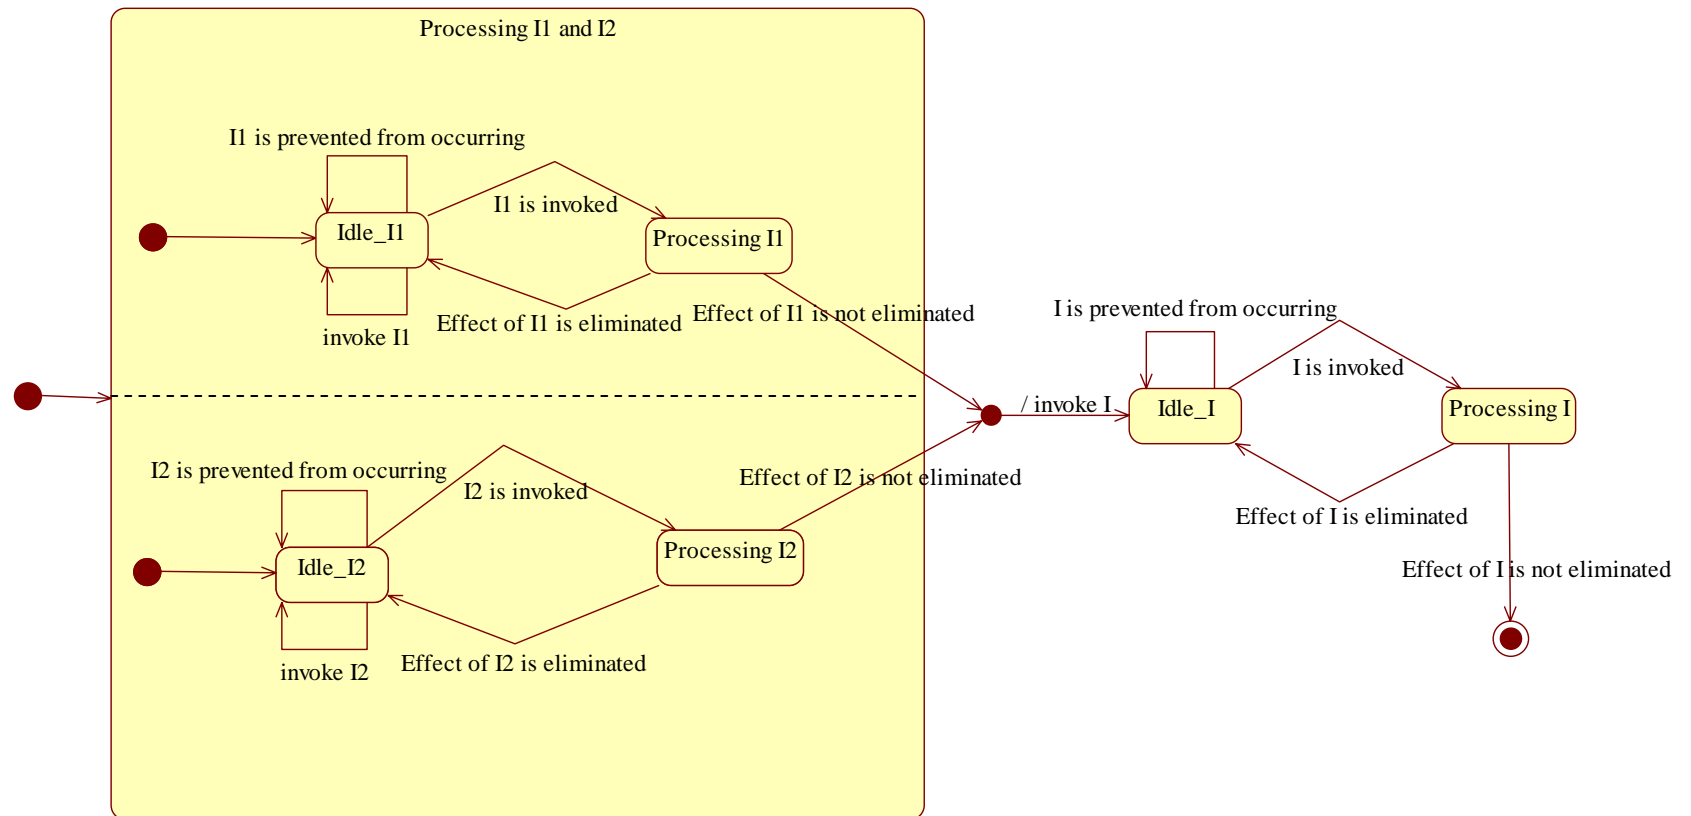 Processing I1 and I2
I1 is prevented from occurring
I1 is invoked
Idle_I1
Processing I1
invoke I1
Effect of I1 is eliminated
Effect of I1 is not eliminated
I is prevented from occurring
I is invoked
/ invoke I
Idle_I
Processing I
I2 is prevented from occurring
I2 is invoked
Effect of I2 is not eliminated
Effect of I is eliminated
Idle_I2
Processing I2
Effect of I is not eliminated
invoke I2
Effect of I2 is eliminated